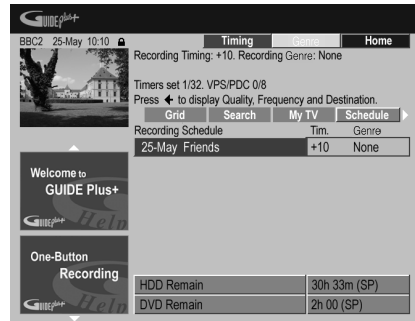 GUIDE Plus+
BBC2 25-May 10:10
Timing Genre Home
Recording Timing: +10. Recording Genre: None
Timers set 1/32. VPS/PDC 0/8
Press ← to display Quality, Frequency and Destination.
Grid Search My TV Schedule
Recording Schedule Tim. Genre
25-May Friends +10 None
Welcome to
GUIDE Plus+
GUIDE Plus+ Help
One-Button
Recording
GUIDE Plus+ Help
HDD Remain 30h 33m (SP)
DVD Remain 2h 00 (SP)